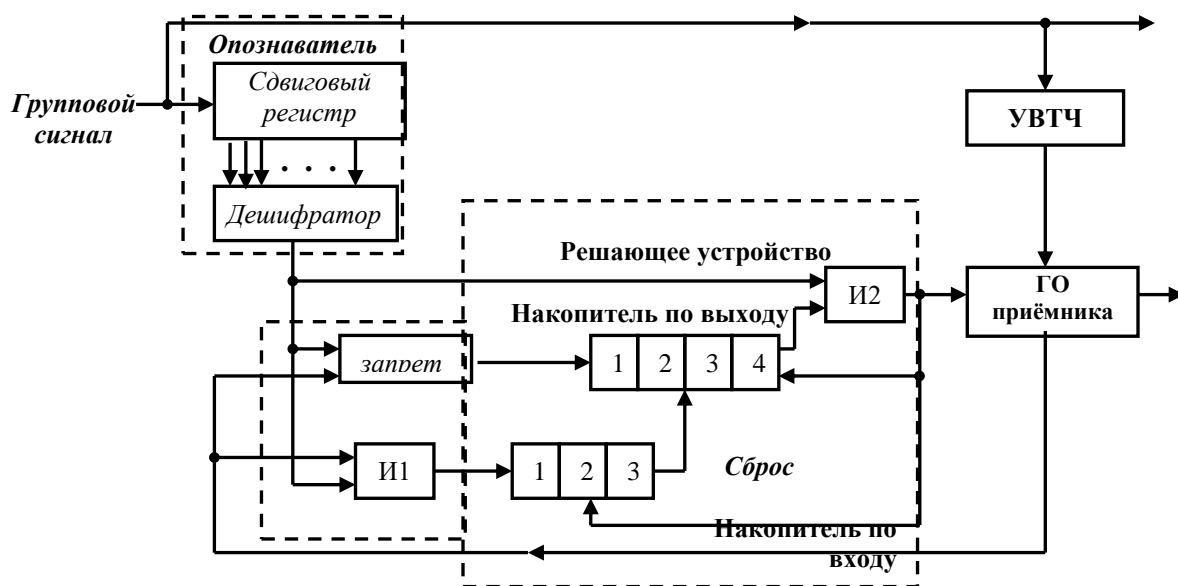 Опознаватель
Сдвиговый
регистр
Групповой
сигнал
УВТЧ
. . .
Дешифратор
Решающее устройство
И2
ГО
приёмника
Накопитель по выходу
запрет
1 2 3 4
И1
1 2 3
Сброс
Накопитель по
входу